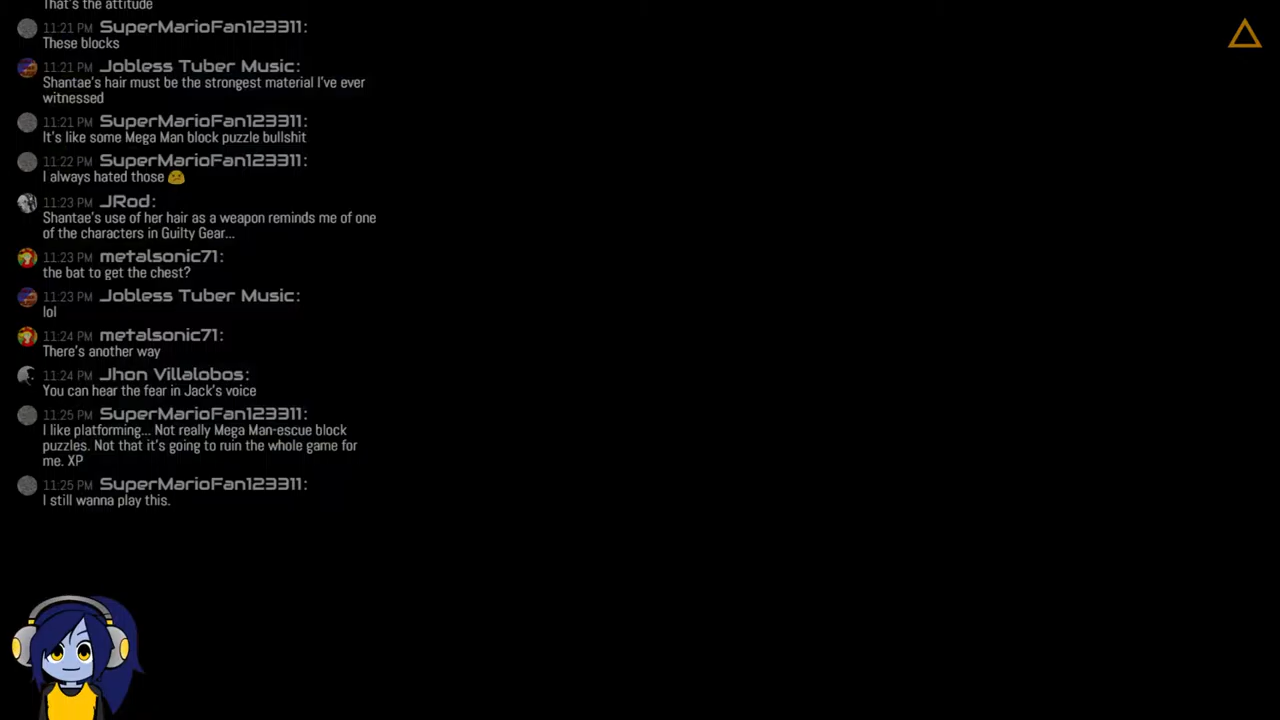 That's the attitude
11:21 PM SuperMarioFan123311:
These blocks
11:21 PM Jobless Tuber Music:
Shantae's hair must be the strongest material I've ever
witnessed
11:21 PM SuperMarioFan123311:
It's like some Mega Man block puzzle bullshit
11:22 PM SuperMarioFan123311:
I always hated those
11:23 PM JRod:
Shantae's use of her hair as a weapon reminds me of one
of the characters in Guilty Gear...
11:23 PM metalsonic71:
the bat to get the chest?
11:23 PM Jobless Tuber Music:
lol
11:24 PM metalsonic71:
There's another way
11:24 PM Jhon Villalobos:
You can hear the fear in Jack's voice
11:25 PM SuperMarioFan123311:
I like platforming... Not really Mega Man-escue block
puzzles. Not that it's going to ruin the whole game for
me. XP
11:25 PM SuperMarioFan123311:
I still wanna play this.